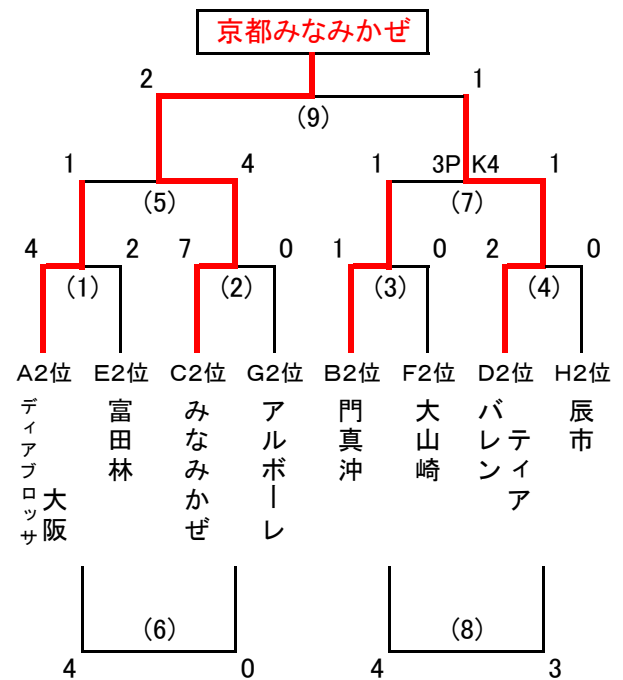 京都みなみかぜ
2 1
(9)
1 4 1 3PK4 1
(5) (7)
4 2 7 0 1 0 2 0
(1) (2) (3) (4)
A2位 E2位 C2位 G2位 B2位 F2位 D2位 H2位
ディアブロッサ
大阪
富田林
みなみかぜ
アルボーレ
門真沖
大山崎
バレン
ティア
辰市
(6) (8)
4 0 4 3